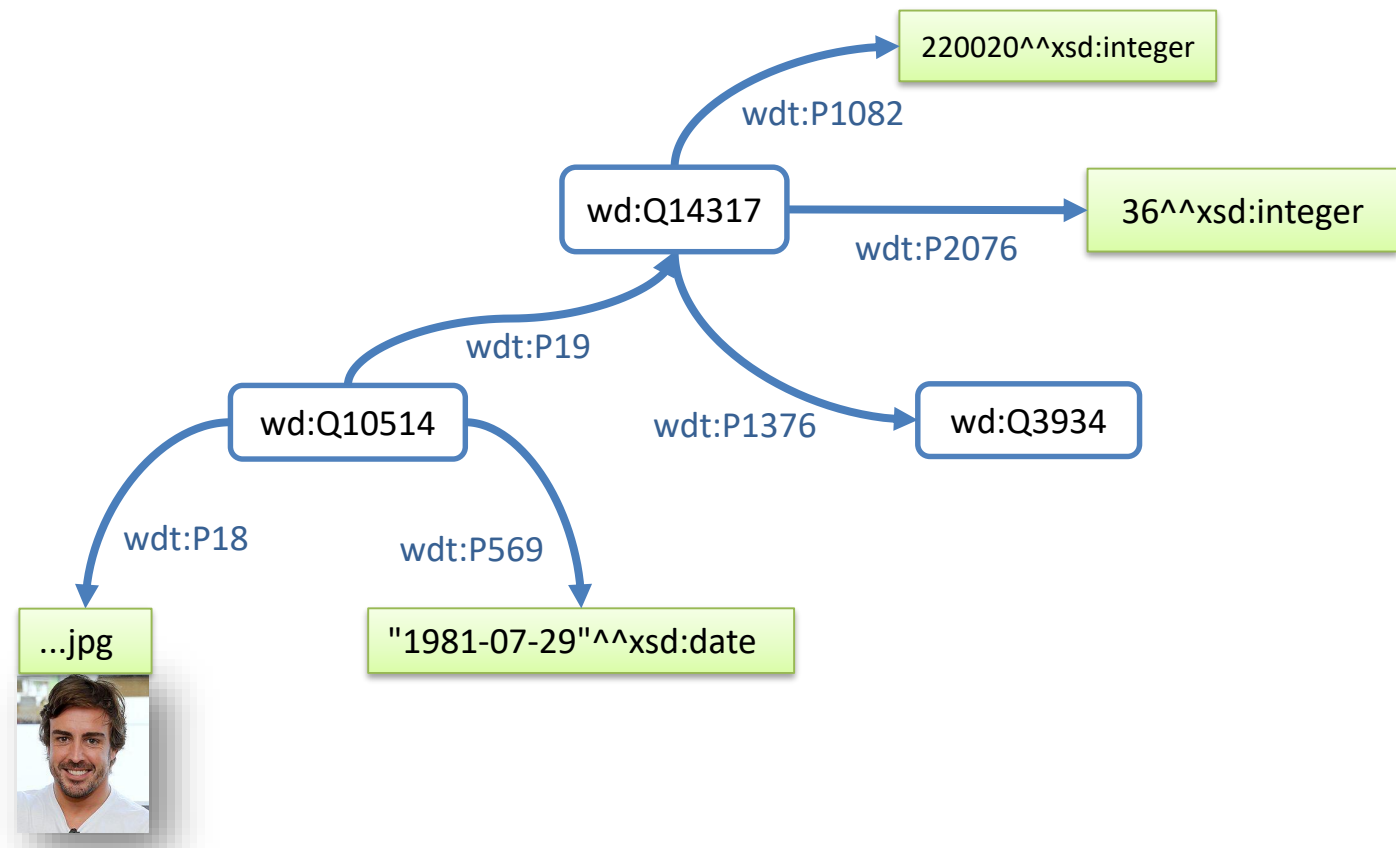 220020^^xsd:integer
wdt:P1082
wd:Q14317
36^^xsd:integer
wdt:P2076
wdt:P19
wd:Q10514
wdt:P1376
wd:Q3934
wdt:P18
wdt:P569
...jpg
"1981-07-29"^^xsd:date